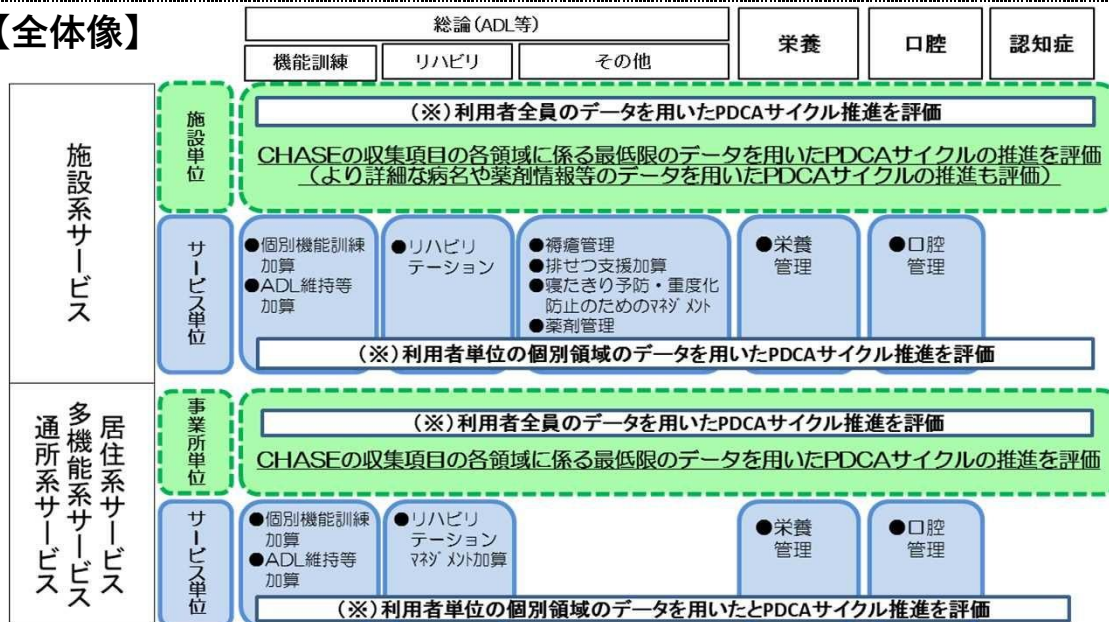 【全体像】
総論(ADL等)
機能訓練
リハビリ
その他
栄養
口腔
認知症
施設系サービス
施設単位
(※)利用者全員のデータを用いたPDCAサイクル推進を評価
CHASEの収集項目の各領域に係る最低限のデータを用いたPDCAサイクルの推進を評価
(より詳細な病名や薬剤情報等のデータを用いたPDCAサイクルの推進も評価)
サービス単位
●個別機能訓練
加算
●ADL維持等
加算
●リハビリ
テーション
●褥瘡管理
●排せつ支援加算
●寝たきり予防・重度化
防止のためのマネジメント
●薬剤管理
●栄養
管理
●口腔
管理
(※)利用者単位の個別領域のデータを用いたPDCAサイクル推進を評価
居住系サービス
多機能系サービス
通所系サービス
事業所単位
(※)利用者全員のデータを用いたPDCAサイクル推進を評価
CHASEの収集項目の各領域に係る最低限のデータを用いたPDCAサイクルの推進を評価
サービス単位
●個別機能訓練
加算
●ADL維持等
加算
●リハビリ
テーション
マネジメント加算
●栄養
管理
●口腔
管理
(※)利用者単位の個別領域のデータを用いたとPDCAサイクル推進を評価